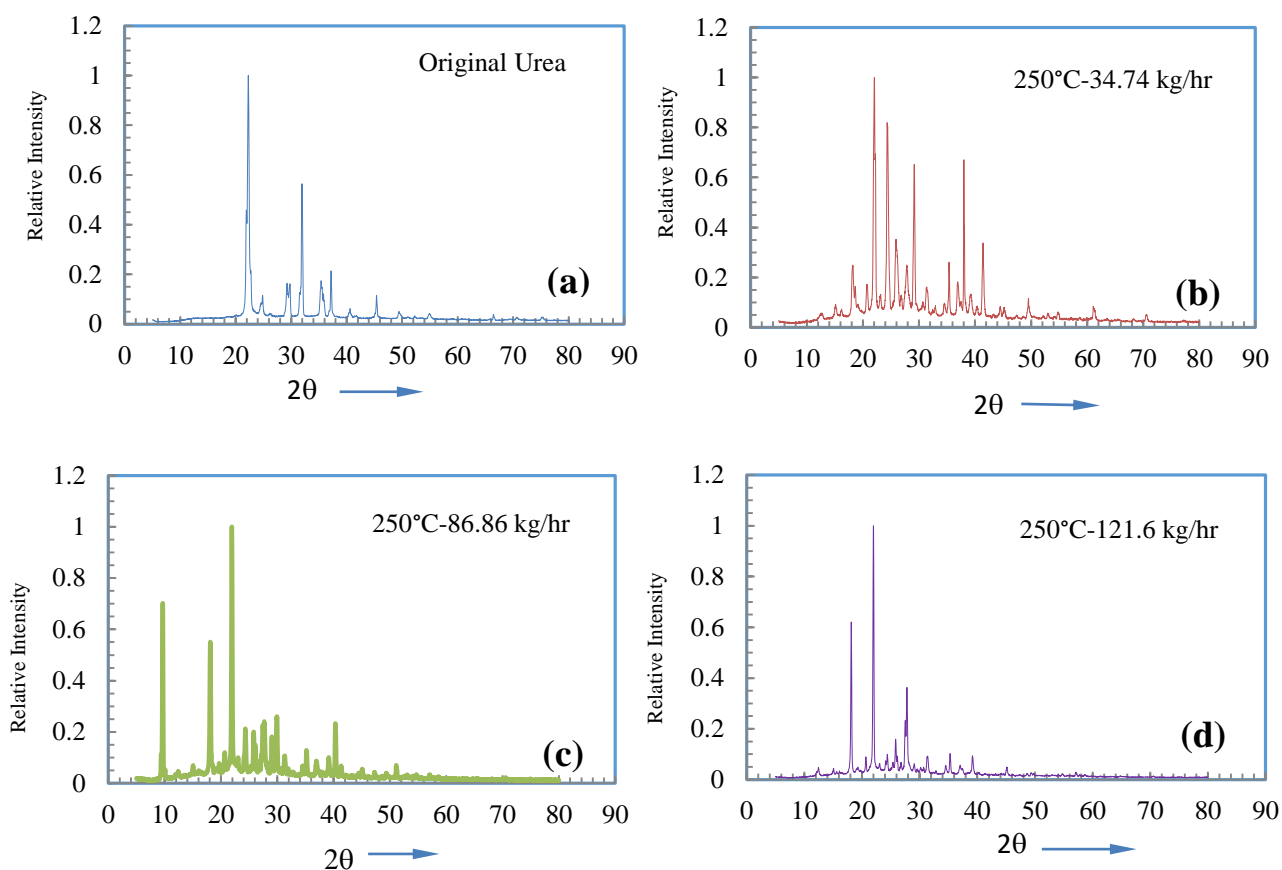 1.2
1
0.8
0.6
0.4
0.2
0
Relative Intensity
Original Urea
(a)
0 10 20 30 40 50 60 70 80 90
2θ
1.2
1
0.8
0.6
0.4
0.2
0
Relative Intensity
250°C-34.74 kg/hr
(b)
0 10 20 30 40 50 60 70 80 90
2θ
1.2
1
0.8
0.6
0.4
0.2
0
Relative Intensity
250°C-86.86 kg/hr
(c)
0 10 20 30 40 50 60 70 80 90
2θ
1.2
1
0.8
0.6
0.4
0.2
0
Relative Intensity
250°C-121.6 kg/hr
(d)
0 10 20 30 40 50 60 70 80 90
2θ